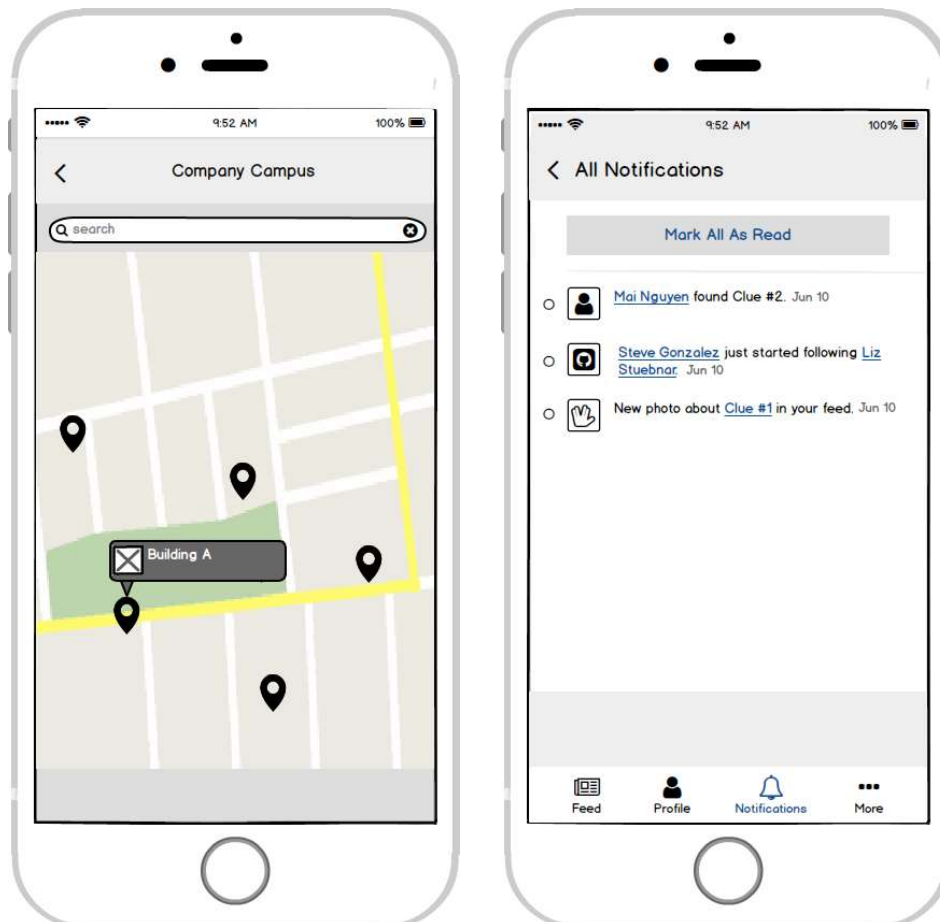 9:52 AM
100%
Company Campus
search
Building A
9:52 AM
100%
All Notifications
Mark All As Read
Mai Nguyen found Clue #2. Jun 10
Steve Gonzalez just started following Liz
Stuebnar. Jun 10
New photo about Clue #1 in your feed. Jun 10
Feed
Profile
Notifications
More